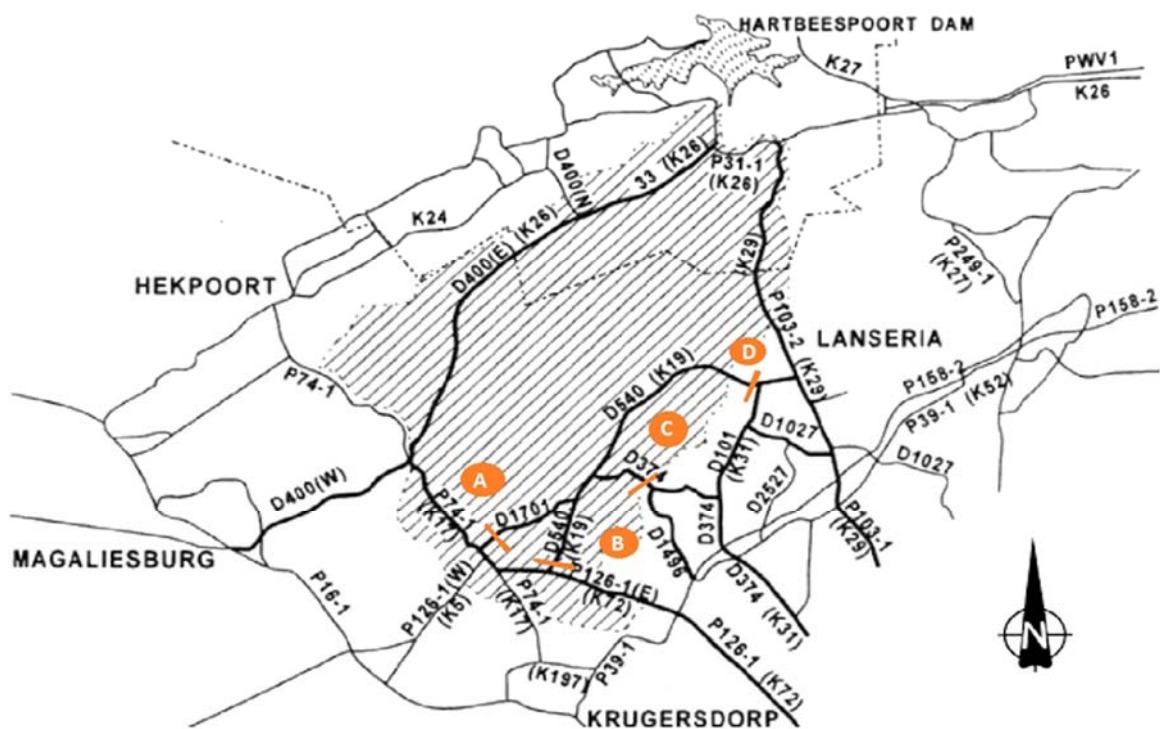 HARTBEESPOORT DAM
K27
PWV1
K26
P31-1
(K26)
33 (K26)
D400(N)
K24
D400(E) (K26)
HEKPOORT
(K29)
P249-1
(K27)
P103-2 (K29)
LANSERIA
P158-2
P158-2
P39-1 (K52)
P74-1
D540 (K19)
D
C
D101
(K31)
D1027
D1027
D2527
D374
D374
D374 (K31)
D1496
A
D400(W)
P74-1
(K17)
D1701
D540
(K19)
B
P103-1
(K29)
MAGALIESBURG
P16-1
P126-1(W)
(K5)
P74-1
(K17)
P126-1(E)
(K72)
P126-1 (K72)
(K197)
P39-1
KRUGERSDORP
N